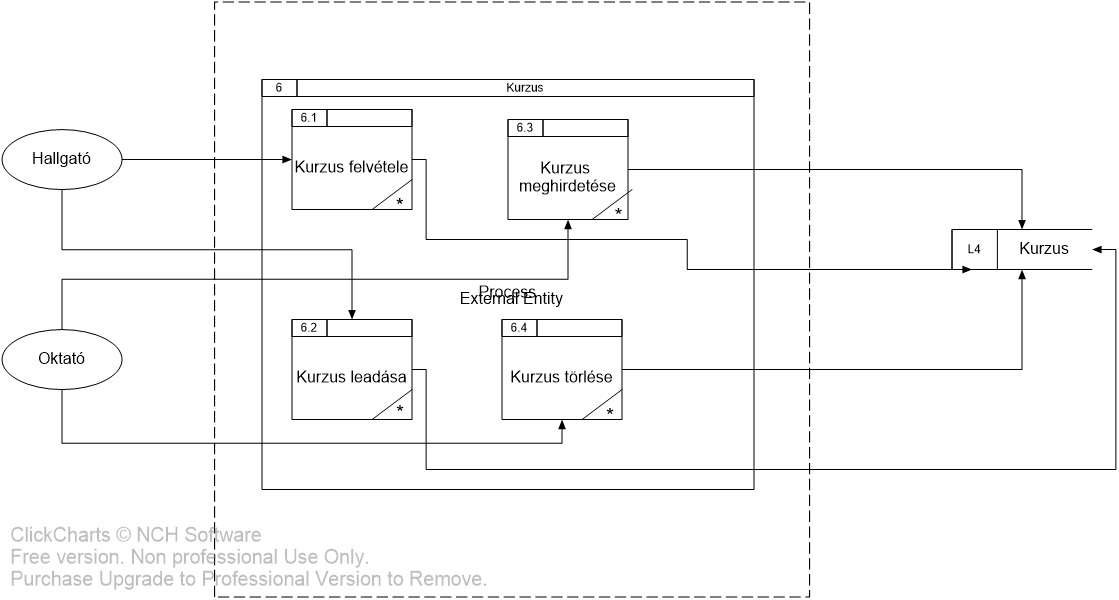 6
Kurzus
6.1
6.3
Hallgató
Kurzus felvétele
*
Kurzus
meghirdetése
*
L4
Kurzus
Process
External Entity
6.2
6.4
Oktató
Kurzus leadása
*
Kurzus törlése
*
ClickCharts © NCH Software
Free version. Non professional Use Only.
Purchase Upgrade to Professional Version to Remove.